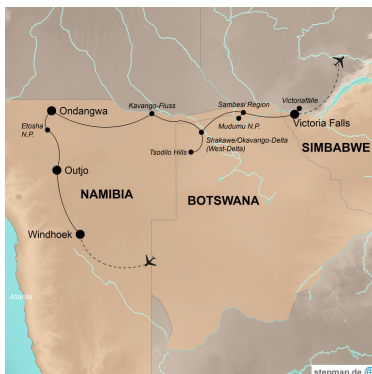 Kavango-Fluss
Sambesi Region
Victoriafälle
Ondangwa
Etosha
N.P.
Mudumu N.P.
Victoria Falls
Tsodilo Hills
Shakawe/Okavango-Delta
(West-Delta)
SIMBABWE
Outjo
NAMIBIA
BOTSWANA
Windhoek
Atlantik
stepmap.de